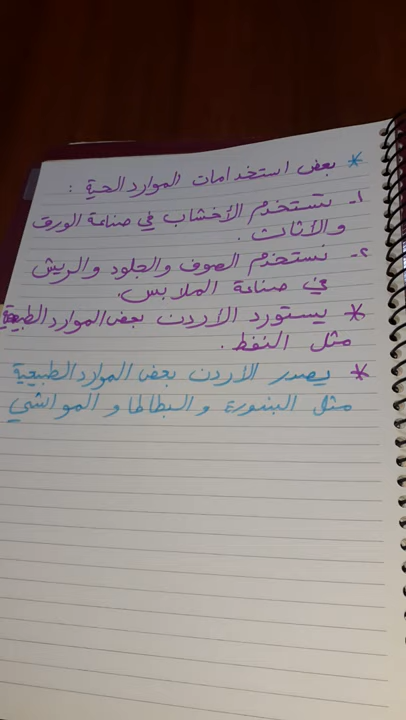 * بعض استخدامات الموارد الحية :
١- نستخدم الأخشاب في صناعة الورق
والأثاث .
٢- نستخدم الصوف والجلود والريش
في صناعة الملابس.
* يستورد الأردن بعض الموارد الطبيعية
مثل النفط .
* يصدر الأردن بعض الموارد الطبيعية
مثل البندورة والبطاطا و المواشي